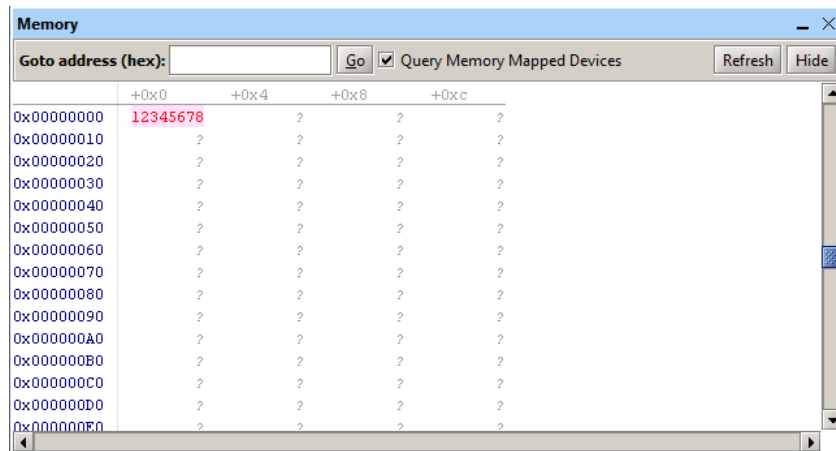 Memory
Goto address (hex): Go Query Memory Mapped Devices Refresh Hide
+0x0 +0x4 +0x8 +0xc
0x00000000 12345678 ? ? ?
0x00000010 ? ? ? ?
0x00000020 ? ? ? ?
0x00000030 ? ? ? ?
0x00000040 ? ? ? ?
0x00000050 ? ? ? ?
0x00000060 ? ? ? ?
0x00000070 ? ? ? ?
0x00000080 ? ? ? ?
0x00000090 ? ? ? ?
0x000000A0 ? ? ? ?
0x000000B0 ? ? ? ?
0x000000C0 ? ? ? ?
0x000000D0 ? ? ? ?
0x000000E0 ? ? ? ?